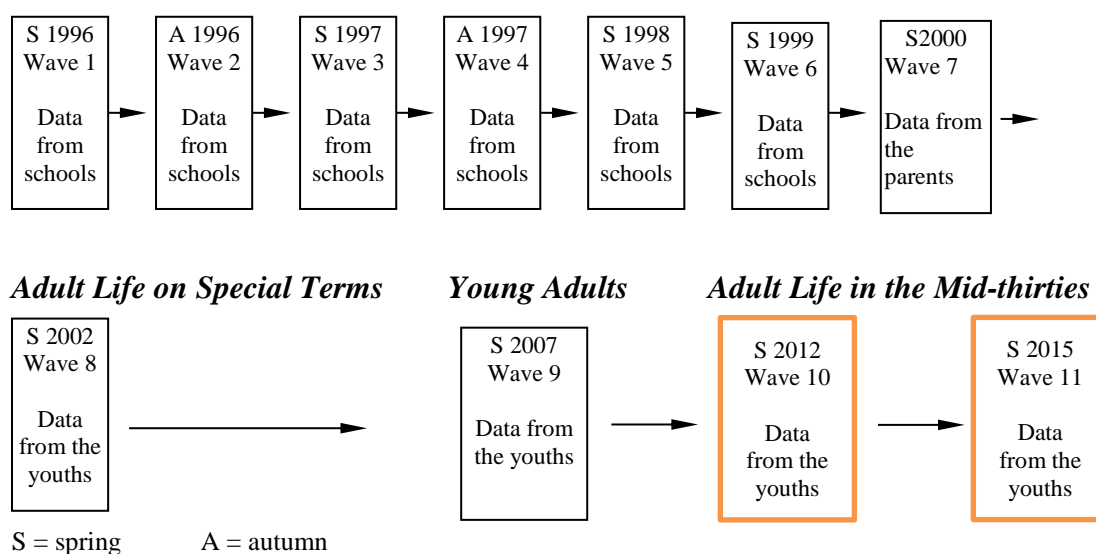 S 1996
Wave 1
Data
from
schools
A 1996
Wave 2
Data
from
schools
S 1997
Wave 3
Data
from
schools
A 1997
Wave 4
Data
from
schools
S 1998
Wave 5
Data
from
schools
S 1999
Wave 6
Data
from
schools
S2000
Wave 7
Data from
the
parents
Adult Life on Special Terms
Young Adults
Adult Life in the Mid-thirties
S 2002
Wave 8
Data
from the
youths
S 2007
Wave 9
Data from
the youths
S 2012
Wave 10
Data
from the
youths
S 2015
Wave 11
Data
from the
youths
S = spring
A = autumn